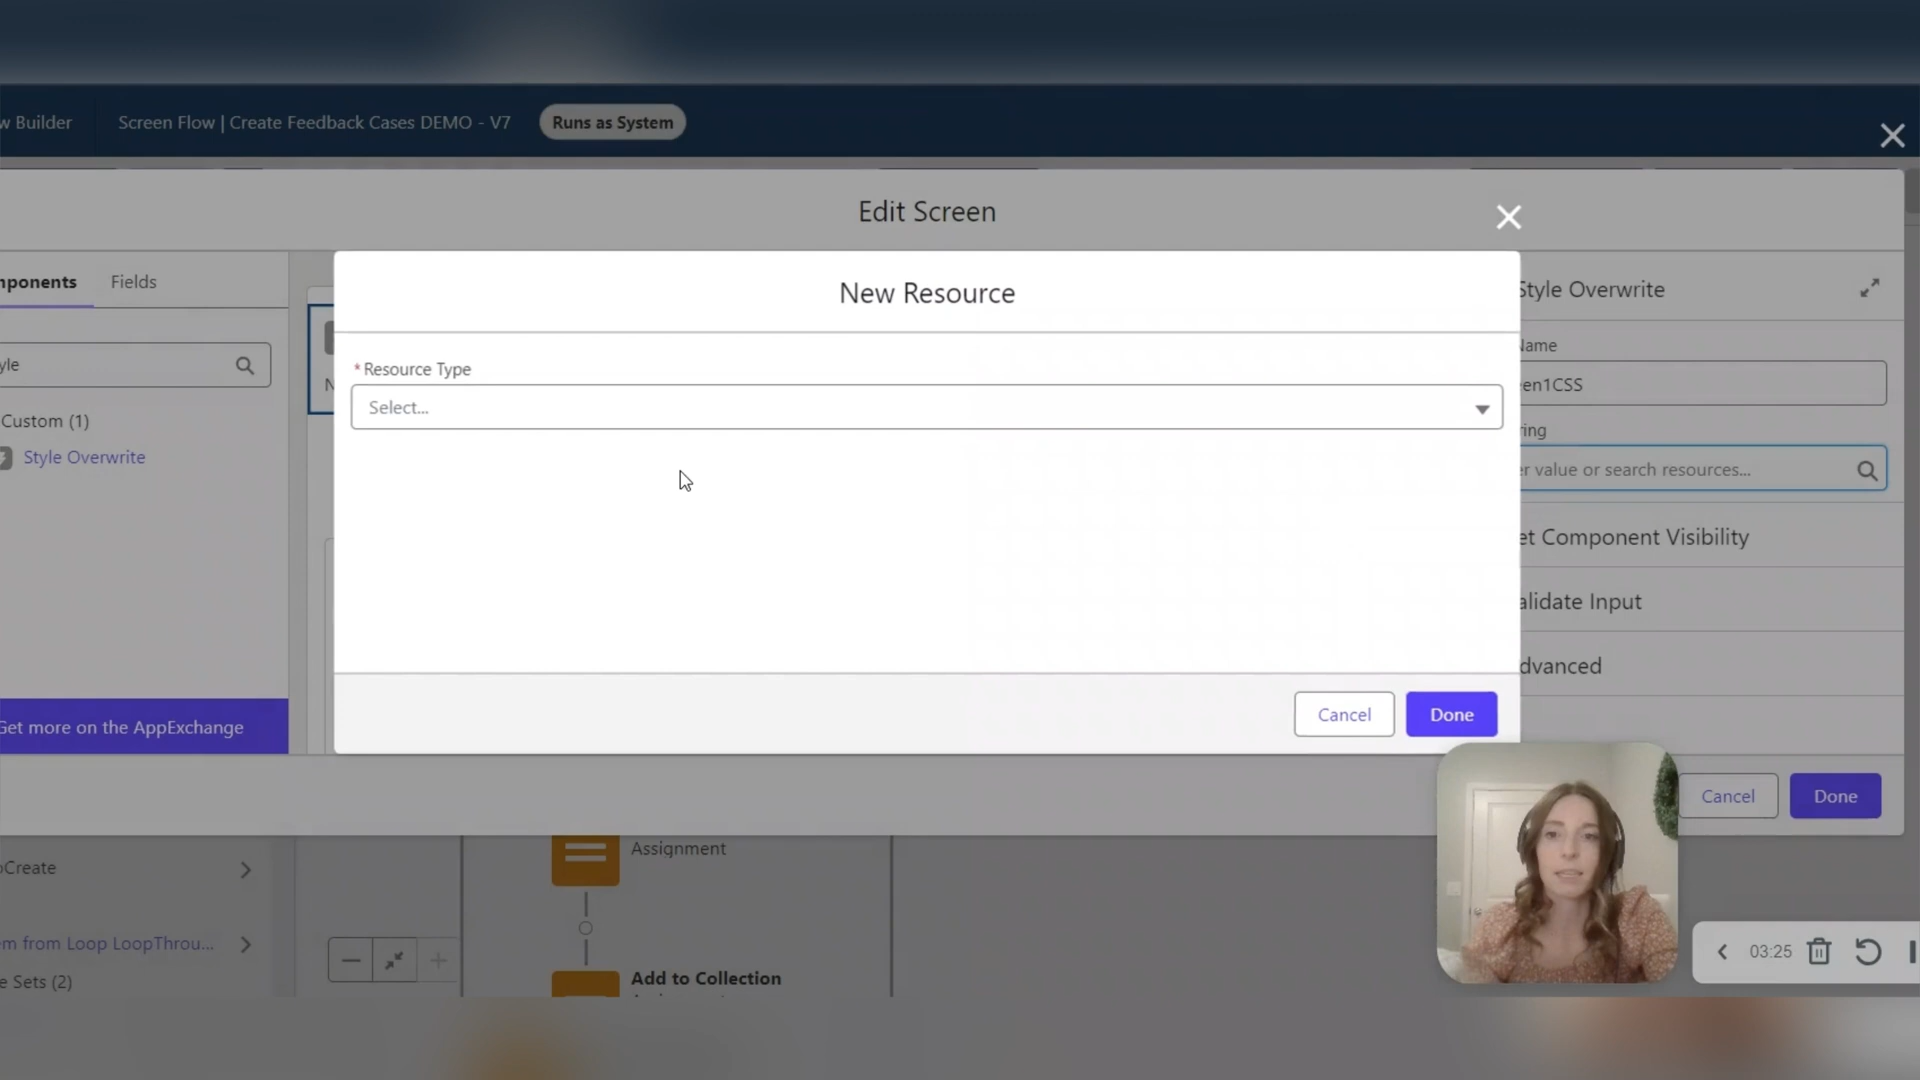 w Builder
Screen Flow | Create Feedback Cases DEMO - V7
Runs as System
Edit Screen
nponents
Fields
yle
Custom (1)
Style Overwrite
Get more on the AppExchange
New Resource
* Resource Type
Select...
Cancel
Done
Style Overwrite
Name
en1CSS
ring
er value or search resources...
et Component Visibility
alidate Input
dvanced
Cancel
Done
oCreate
em from Loop LoopThrou...
e Sets (2)
Assignment
Add to Collection
03:25